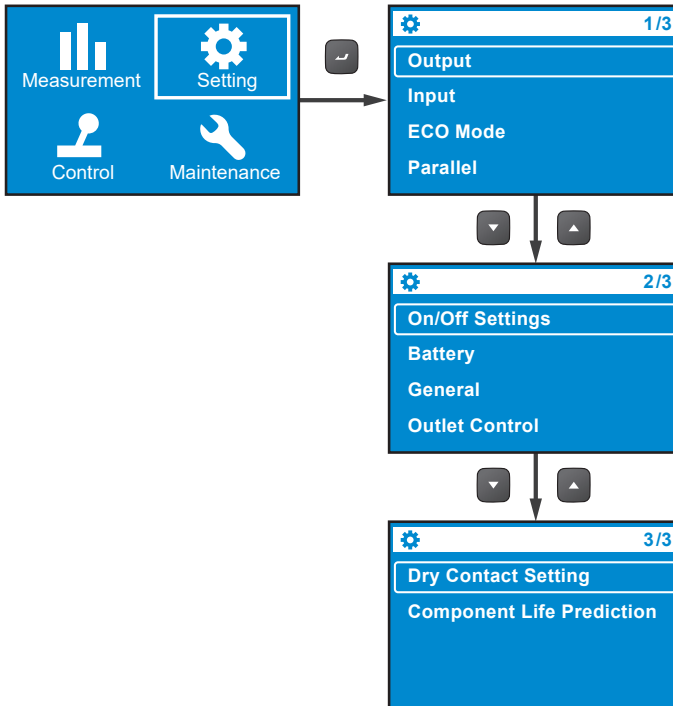 Measurement
Setting
Control
Maintenance
1/3
Output
Input
ECO Mode
Parallel
2/3
On/Off Settings
Battery
General
Outlet Control
3/3
Dry Contact Setting
Component Life Prediction